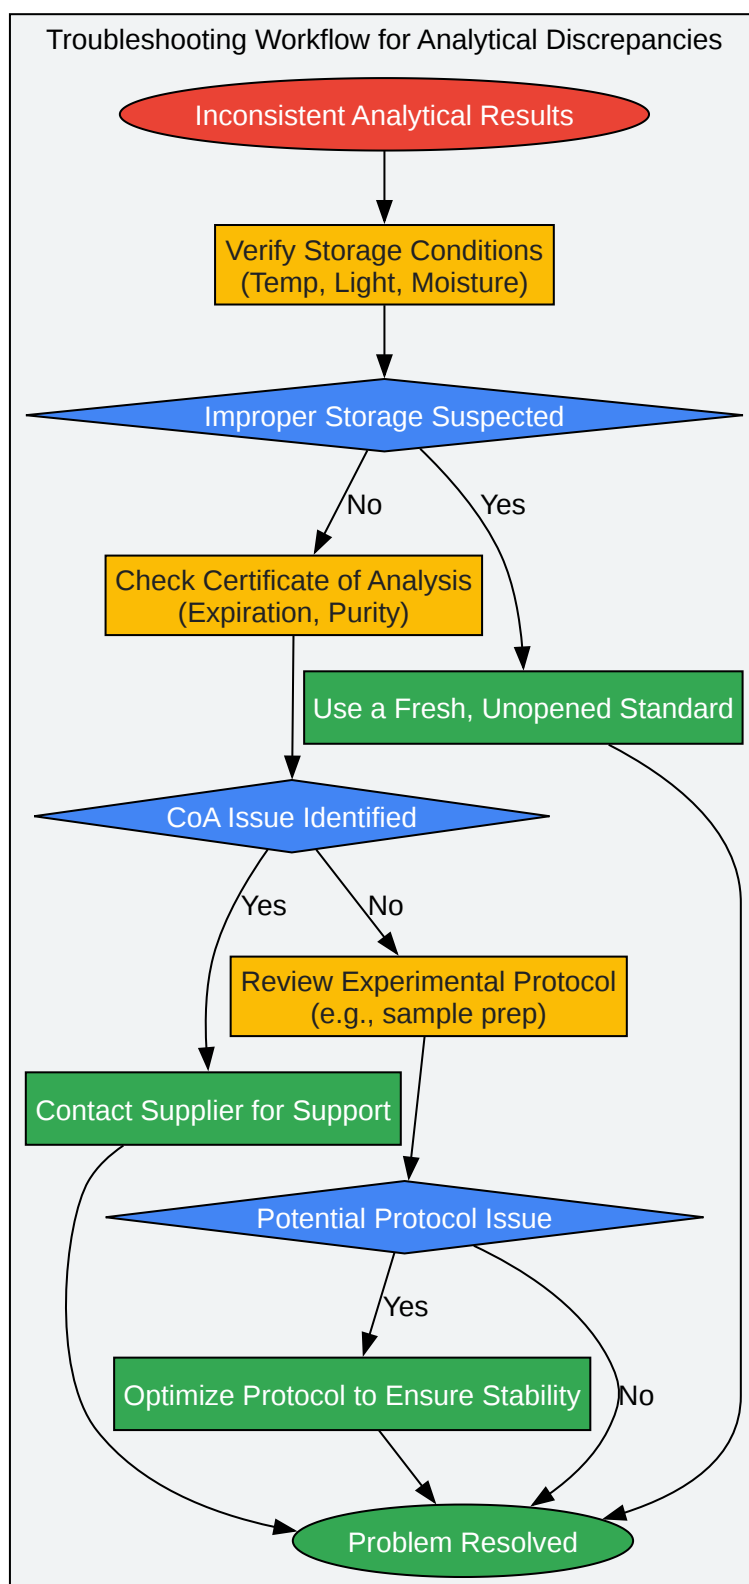 Troubleshooting Workflow for Analytical Discrepancies
Inconsistent Analytical Results
Verify Storage Conditions
(Temp, Light, Moisture)
Improper Storage Suspected
No
Yes
Check Certificate of Analysis
(Expiration, Purity)
Use a Fresh, Unopened Standard
CoA Issue Identified
Yes
No
Review Experimental Protocol
(e.g., sample prep)
Contact Supplier for Support
Potential Protocol Issue
Yes
Optimize Protocol to Ensure Stability
No
Problem Resolved